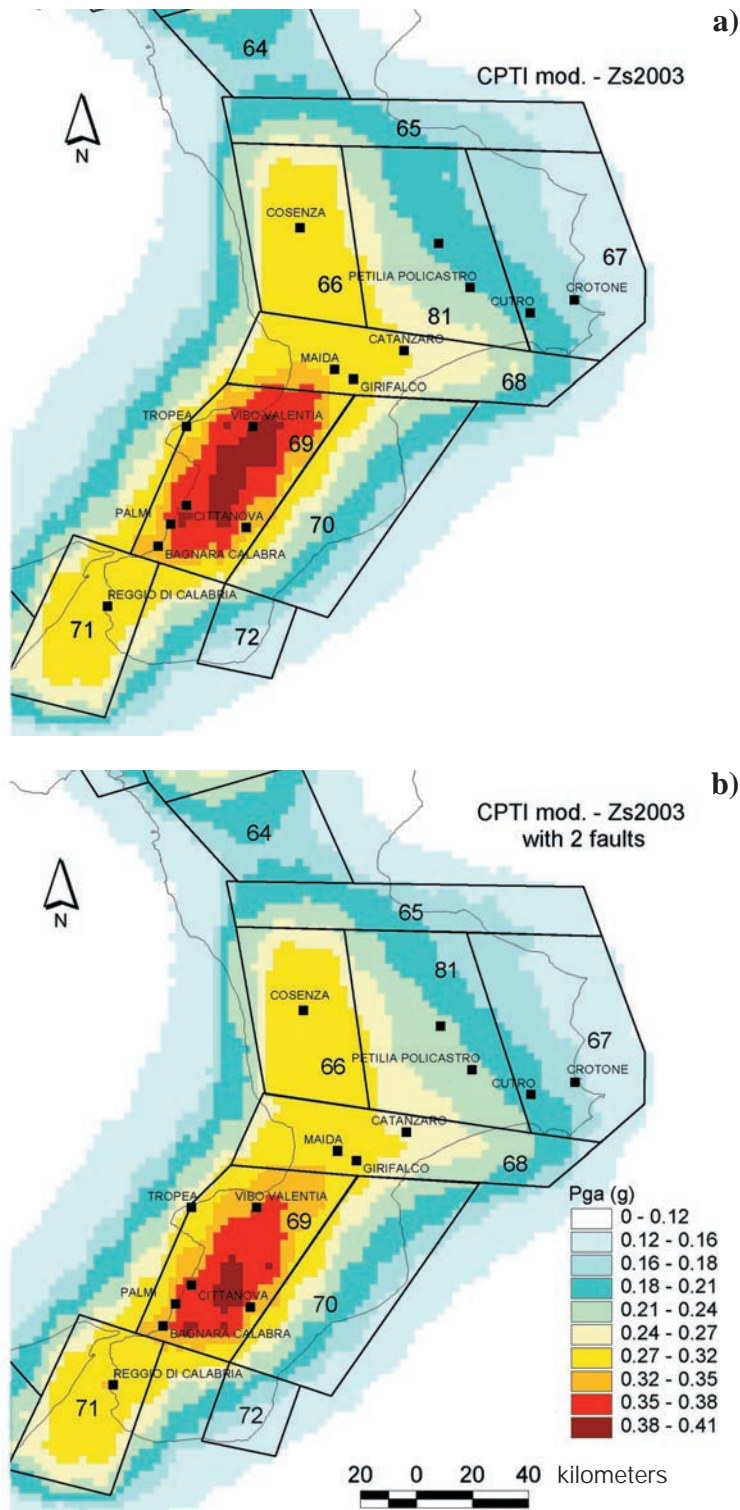 a)
64
CPTI mod. - Zs2003
N
65
COSENZA
67
66
PETILIA POLICASTRO
81
CUTRO
CROTONE
CATANZARO
MAIDA
68
GIRIFALCO
TROPEA
VIBO VALENTIA
69
PALMI
CITTANOVA
70
BAGNARA CALABRA
REGGIO DI CALABRIA
71
72
b)
CPTI mod. - Zs2003
with 2 faults
64
N
65
81
COSENZA
67
66
PETILIA POLICASTRO
CUTRO
CROTONE
CATANZARO
MAIDA
68
GIRIFALCO
TROPEA
VIBO VALENTIA
69
PALMI
CITTANOVA
70
BAGNARA CALABRA
REGGIO DI CALABRIA
71
72
Pga (g)
0 - 0.12
0.12 - 0.16
0.16 - 0.18
0.18 - 0.21
0.21 - 0.24
0.24 - 0.27
0.27 - 0.32
0.32 - 0.35
0.35 - 0.38
0.38 - 0.41
20 0 20 40 kilometers